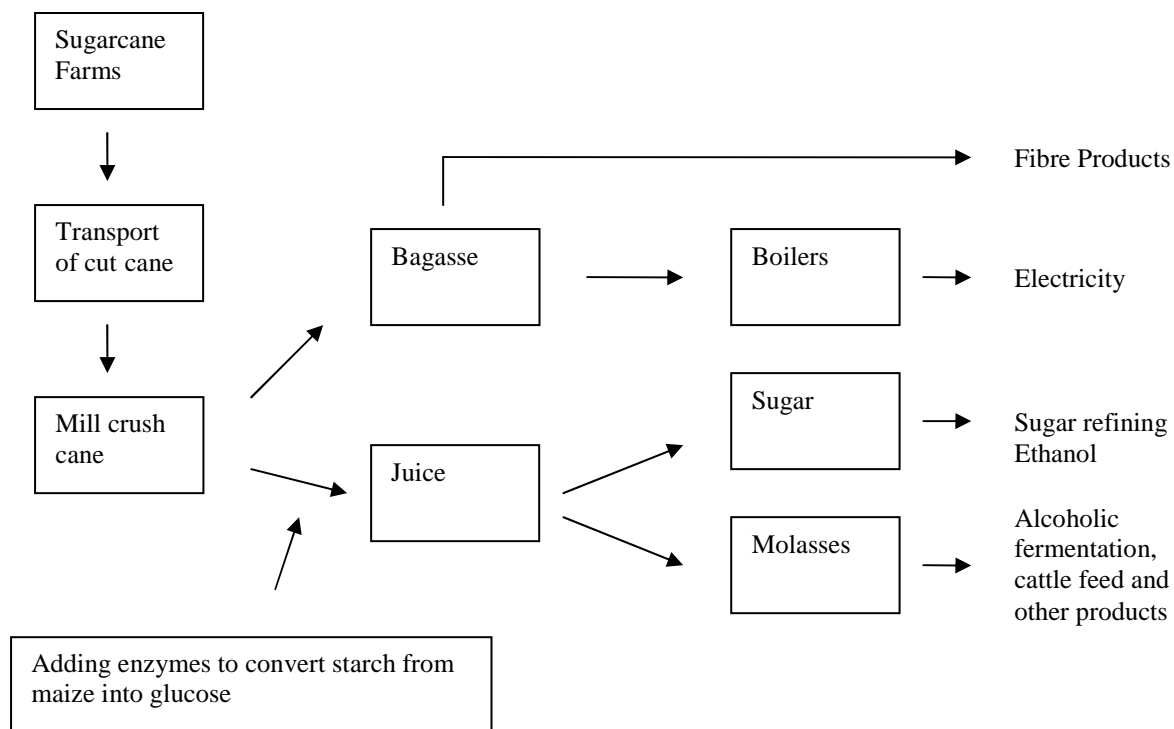 Sugarcane
Farms
Transport
of cut cane
Mill crush
cane
Bagasse
Juice
Boilers
Sugar
Molasses
Fibre Products
Electricity
Sugar refining
Ethanol
Alcoholic
fermentation,
cattle feed and
other products
Adding enzymes to convert starch from
maize into glucose